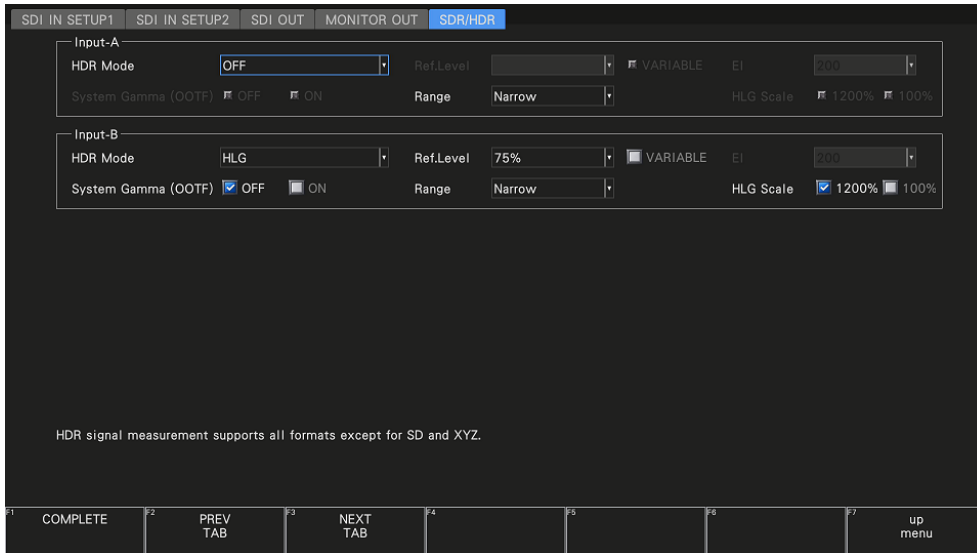 SDI IN SETUP1 SDI IN SETUP2 SDI OUT MONITOR OUT SDR/HDR
Input-A
HDR Mode OFF Ref.Level VARIABLE EI 200
System Gamma (OOTF) OFF ON Range Narrow HLG Scale 1200% 100%
Input-B
HDR Mode HLG Ref.Level 75% VARIABLE EI 200
System Gamma (OOTF) OFF ON Range Narrow HLG Scale 1200% 100%
HDR signal measurement supports all formats except for SD and XYZ.
F1 COMPLETE F2 PREV TAB F3 NEXT TAB F4 F5 F6 F7 up menu